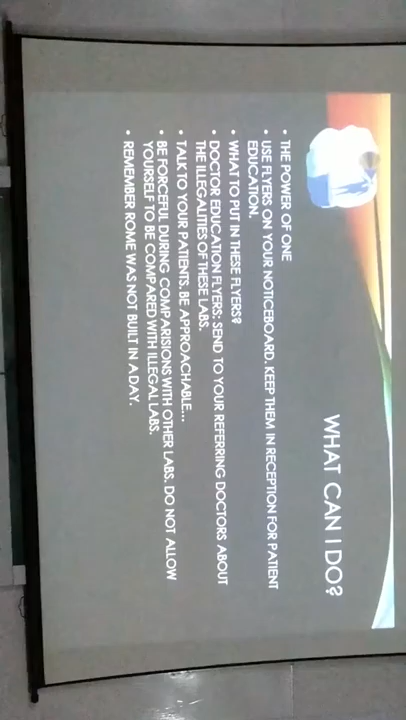 WHAT CAN I DO?
• THE POWER OF ONE
• USE FLYERS ON YOUR NOTICEBOARD. KEEP THEM IN RECEPTION FOR PATIENT
EDUCATION.
• WHAT TO PUT IN THESE FLYERS?
• DOCTOR EDUCATION FLYERS: SEND TO YOUR REFERRING DOCTORS ABOUT
THE ILLEGALITIES OF THESE LABS.
• TALK TO YOUR PATIENTS. BE APPROACHABLE...
• BE FORCEFUL DURING COMPARISIONS WITH OTHER LABS. DO NOT ALLOW
YOURSELF TO BE COMPARED WITH ILLEGAL LABS.
• REMEMBER ROME WAS NOT BUILT IN A DAY.